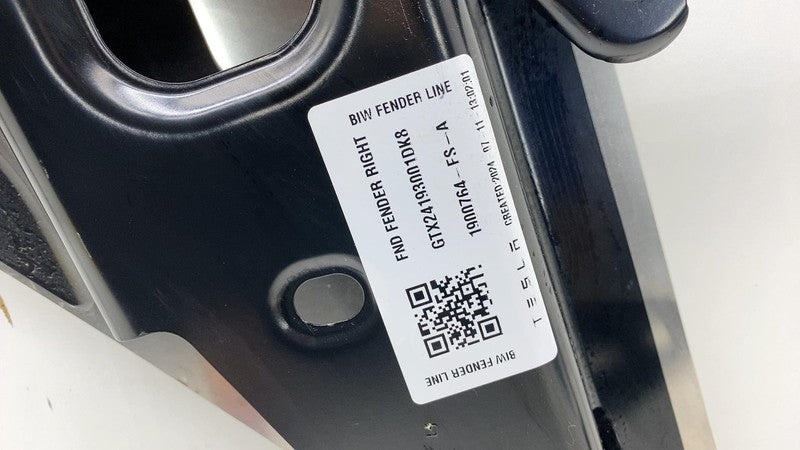 BIW FENDER LINE
FND FENDER RIGHT
GTX24193001DK8
1900764-FS-A
TESLA CREATED:2024 07 11 13:02:01
BIW FENDER LINE